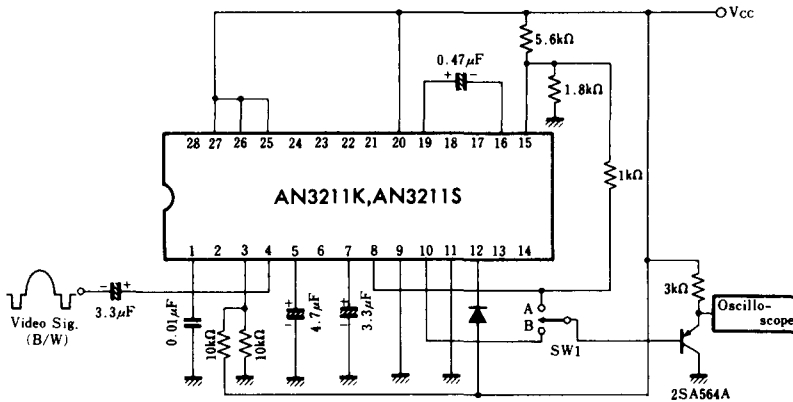 Vcc
5.6kΩ
0.47μF
+ -
1.8kΩ
28 27 26 25 24 23 22 21 20 19 18 17 16 15
1kΩ
AN3211K,AN3211S
1 2 3 4 5 6 7 8 9 10 11 12 13 14
- +
3.3μF
Video Sig.
(B/W)
0.01μF
10kΩ
10kΩ
+
-
4.7μF
+
-
3.3μF
A
B
SW1
3kΩ
Oscillo-
scope
2SA564A